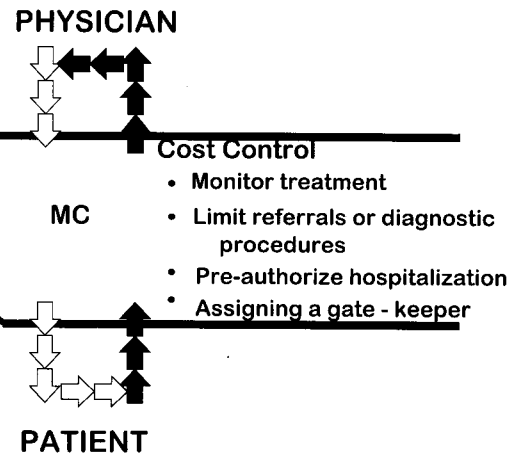 PHYSICIAN
Cost Control
• Monitor treatment
MC
• Limit referrals or diagnostic
procedures
• Pre-authorize hospitalization
• Assigning a gate - keeper
PATIENT